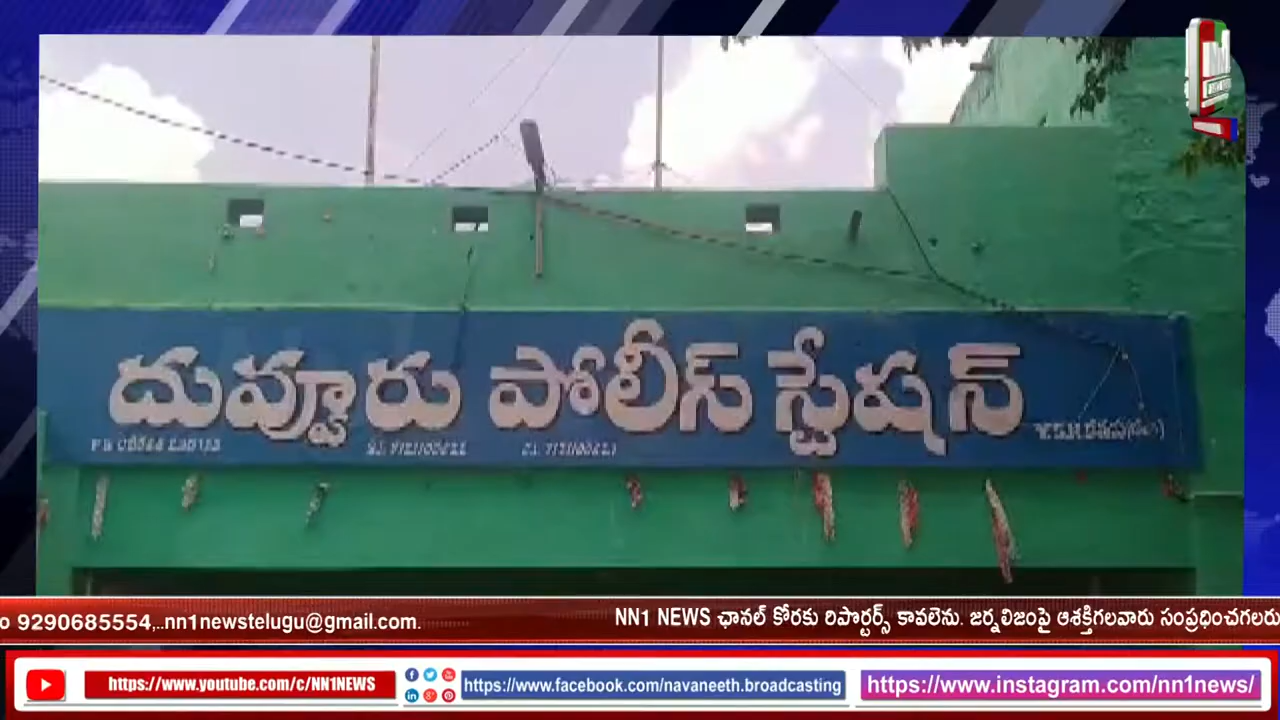 దువ్వూరు పోలీస్ స్టేషన్
9290685554,..nn1newstelugu@gmail.com.
NN1 NEWS ఛానల్ కోరకు రిపొర్టర్స్ కావలెను. జర్నలిజంపై ఆశక్తిగలవారు సంప్రధించగలరు
https://www.youtube.com/c/NN1NEWS
https://www.facebook.com/navaneeth.broadcasting
https://www.instagram.com/nn1news/